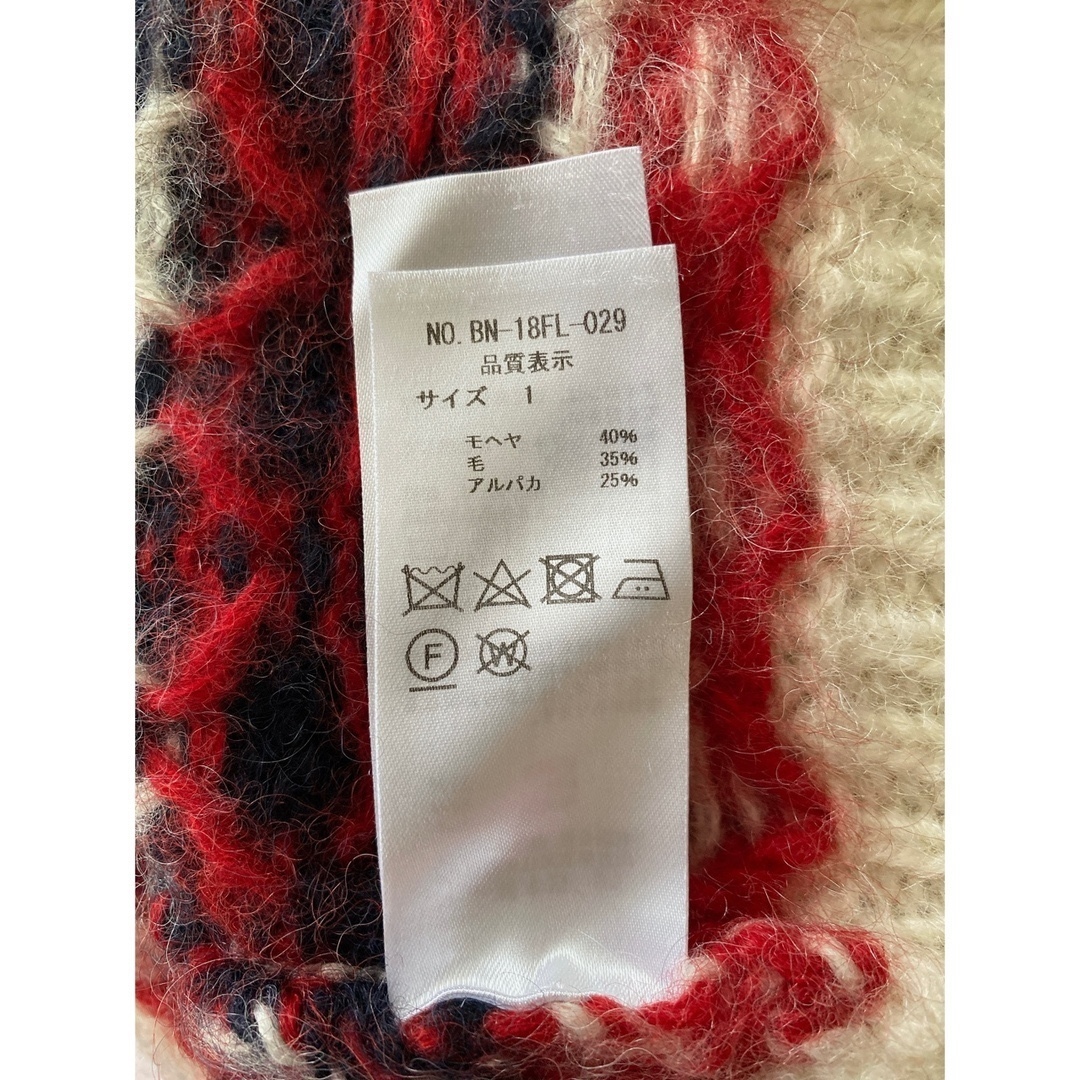 NO. BN-18FL-029
品質表示
サイズ 1
モヘヤ 40%
毛 35%
アルパカ 25%
F W